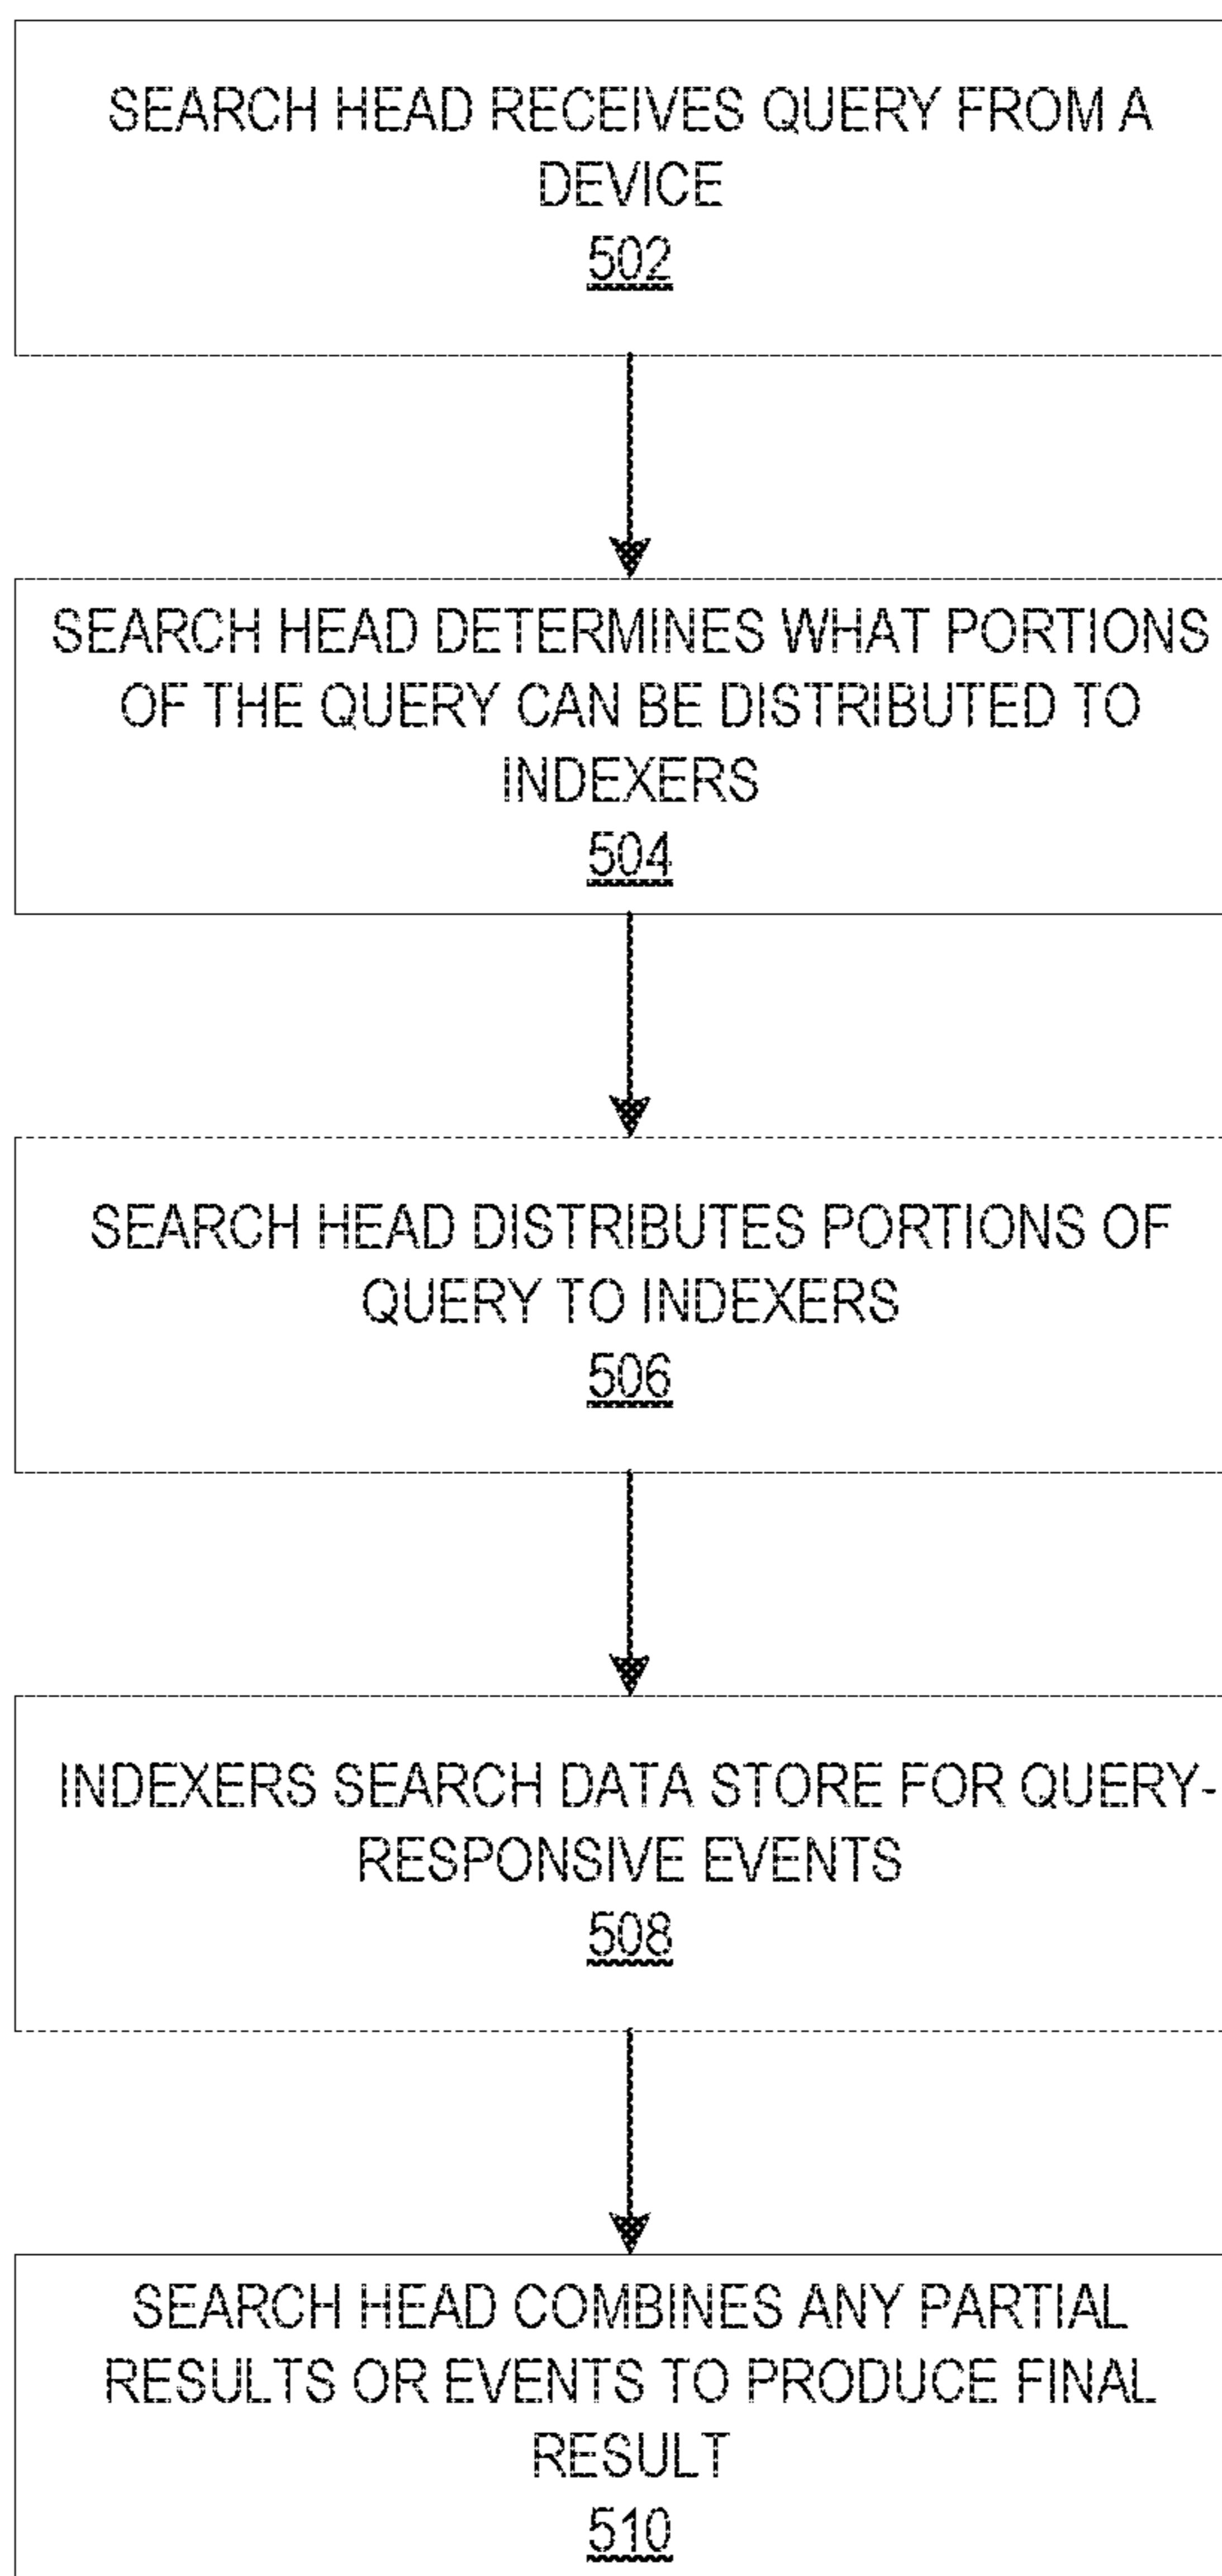 SEARCH HEAD RECEIVES QUERY FROM A
DEVICE
502
SEARCH HEAD DETERMINES WHAT PORTIONS
OF THE QUERY CAN BE DISTRIBUTED TO
INDEXERS
504
SEARCH HEAD DISTRIBUTES PORTIONS OF
QUERY TO INDEXERS
506
INDEXERS SEARCH DATA STORE FOR QUERY-
RESPONSIVE EVENTS
508
SEARCH HEAD COMBINES ANY PARTIAL
RESULTS OR EVENTS TO PRODUCE FINAL
RESULT
510